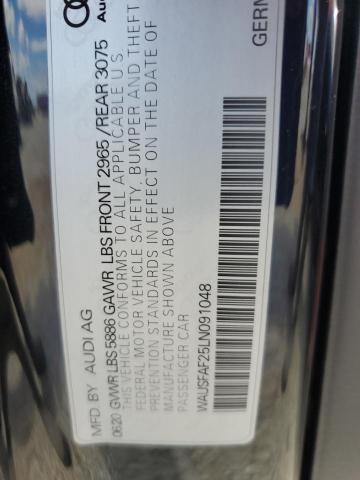 Au
GERM
MFD. BY AUDI AG
06.20 GVWR LBS 5886 GAWR LBS FRONT 2965 / REAR 3075
THIS VEHICLE CONFORMS TO ALL APPLICABLE U S
FEDERAL MOTOR VEHICLE SAFETY, BUMPER AND THEFT
PREVENTION STANDARDS IN EFFECT ON THE DATE OF
MANUFACTURE SHOWN ABOVE
PASSENGER CAR
WAUSFAF25LN091048